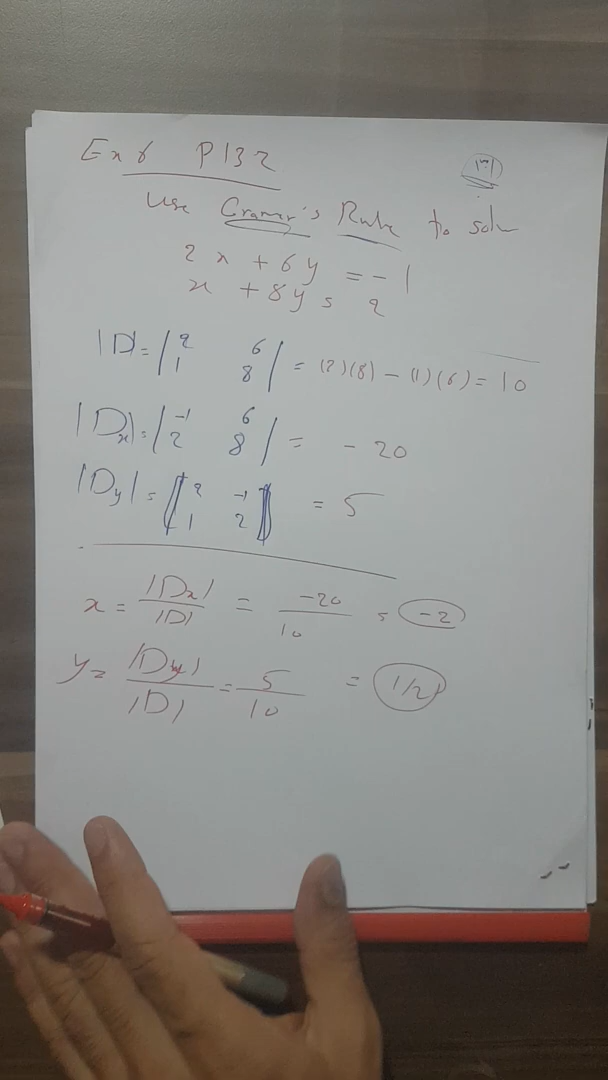 Ex 6 P132
Use Cramer's Rule to solve
2x + 6y = -1
x + 8y = 2
|D| = |2 6| = (2)(8) - (1)(6) = 10
|1 8|
|Dx| = |-1 6| = -20
|2 8|
|Dy| = |2 -1| = 5
|1 2|
x = |Dx| / |D| = -20 / 10 = -2
y = |Dy| / |D| = 5 / 10 = 1/2